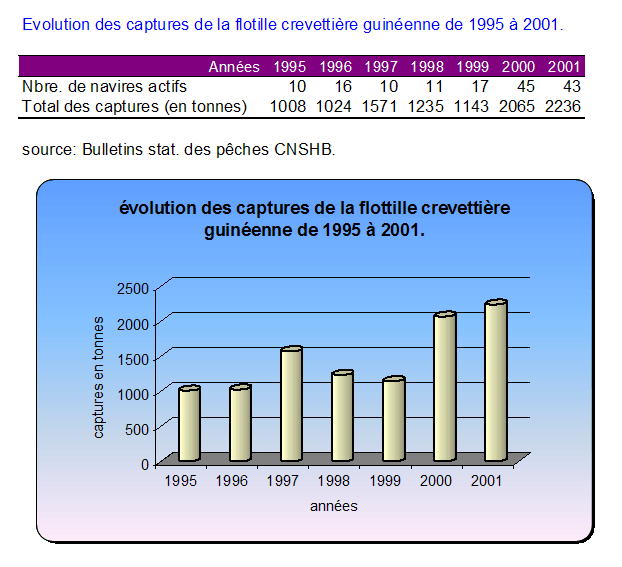 Evolution des captures de la flotille crevettière guinéenne de 1995 à 2001.
Années 1995 1996 1997 1998 1999 2000 2001
Nbre. de navires actifs 10 16 10 11 17 45 43
Total des captures (en tonnes) 1008 1024 1571 1235 1143 2065 2236
source: Bulletins stat. des pêches CNSHB.
évolution des captures de la flottille crevettière
guinéenne de 1995 à 2001.
captures en tonnes
2500
2000
1500
1000
500
0
1995 1996 1997 1998 1999 2000 2001
années